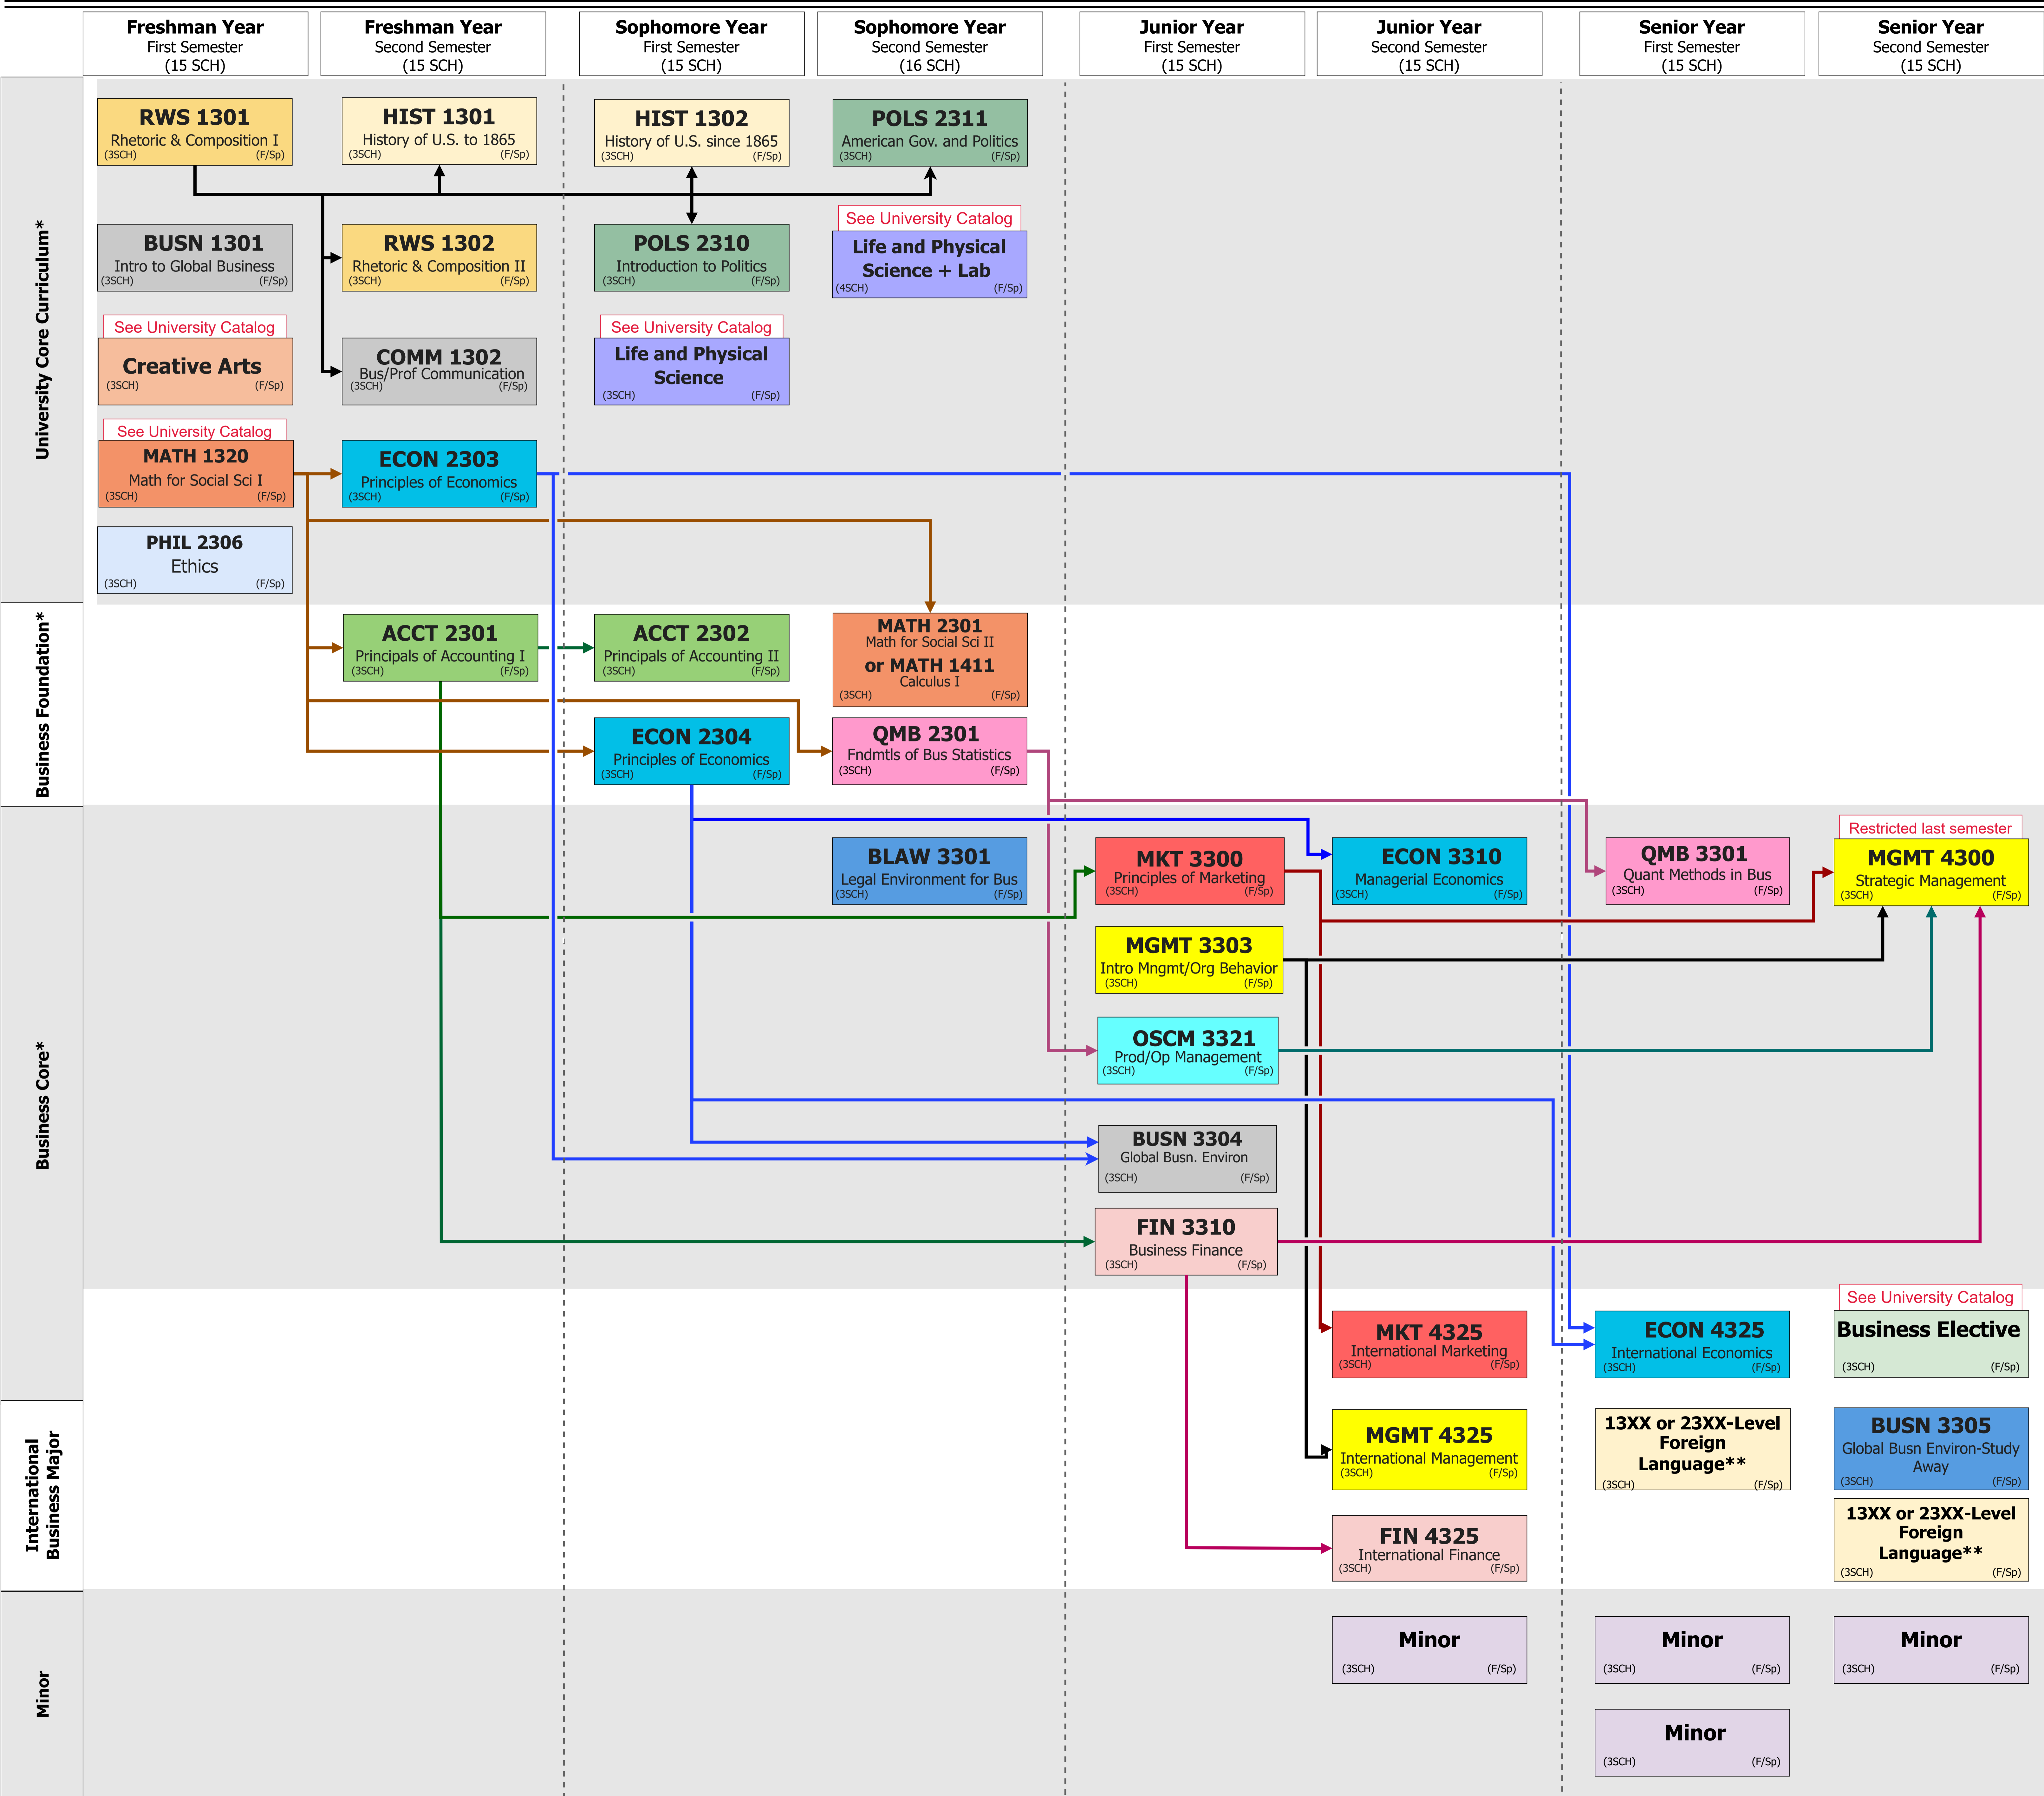 Freshman Year
First Semester
(15 SCH)
Freshman Year
Second Semester
(15 SCH)
Sophomore Year
First Semester
(15 SCH)
Sophomore Year
Second Semester
(16 SCH)
Junior Year
First Semester
(15 SCH)
Junior Year
Second Semester
(15 SCH)
Senior Year
First Semester
(15 SCH)
Senior Year
Second Semester
(15 SCH)
University Core Curriculum*
RWS 1301
Rhetoric & Composition I
(3SCH) (F/Sp)
HIST 1301
History of U.S. to 1865
(3SCH) (F/Sp)
HIST 1302
History of U.S. since 1865
(3SCH) (F/Sp)
POLS 2311
American Gov. and Politics
(3SCH) (F/Sp)
BUSN 1301
Intro to Global Business
(3SCH) (F/Sp)
RWS 1302
Rhetoric & Composition II
(3SCH) (F/Sp)
POLS 2310
Introduction to Politics
(3SCH) (F/Sp)
See University Catalog
Life and Physical
Science + Lab
(4SCH) (F/Sp)
See University Catalog
Creative Arts
(3SCH) (F/Sp)
COMM 1302
Bus/Prof Communication
(3SCH) (F/Sp)
See University Catalog
Life and Physical
Science
(3SCH) (F/Sp)
See University Catalog
MATH 1320
Math for Social Sci I
(3SCH) (F/Sp)
ECON 2303
Principles of Economics
(3SCH) (F/Sp)
PHIL 2306
Ethics
(3SCH) (F/Sp)
Business Foundation*
ACCT 2301
Principals of Accounting I
(3SCH) (F/Sp)
ACCT 2302
Principals of Accounting II
(3SCH) (F/Sp)
MATH 2301
Math for Social Sci II
or MATH 1411
Calculus I
(3SCH) (F/Sp)
ECON 2304
Principles of Economics
(3SCH) (F/Sp)
QMB 2301
Fndmtls of Bus Statistics
(3SCH) (F/Sp)
Business Core*
BLAW 3301
Legal Environment for Bus
(3SCH) (F/Sp)
MKT 3300
Principles of Marketing
(3SCH) (F/Sp)
ECON 3310
Managerial Economics
(3SCH) (F/Sp)
QMB 3301
Quant Methods in Bus
(3SCH) (F/Sp)
Restricted last semester
MGMT 4300
Strategic Management
(3SCH) (F/Sp)
MGMT 3303
Intro Mngmt/Org Behavior
(3SCH) (F/Sp)
OSCM 3321
Prod/Op Management
(3SCH) (F/Sp)
BUSN 3304
Global Busn. Environ
(3SCH) (F/Sp)
FIN 3310
Business Finance
(3SCH) (F/Sp)
MKT 4325
International Marketing
(3SCH) (F/Sp)
ECON 4325
International Economics
(3SCH) (F/Sp)
See University Catalog
Business Elective
(3SCH) (F/Sp)
International
Business Major
MGMT 4325
International Management
(3SCH) (F/Sp)
13XX or 23XX-Level
Foreign
Language**
(3SCH) (F/Sp)
BUSN 3305
Global Busn Environ-Study
Away
(3SCH) (F/Sp)
FIN 4325
International Finance
(3SCH) (F/Sp)
13XX or 23XX-Level
Foreign
Language**
(3SCH) (F/Sp)
Minor
Minor
(3SCH) (F/Sp)
Minor
(3SCH) (F/Sp)
Minor
(3SCH) (F/Sp)
Minor
(3SCH) (F/Sp)